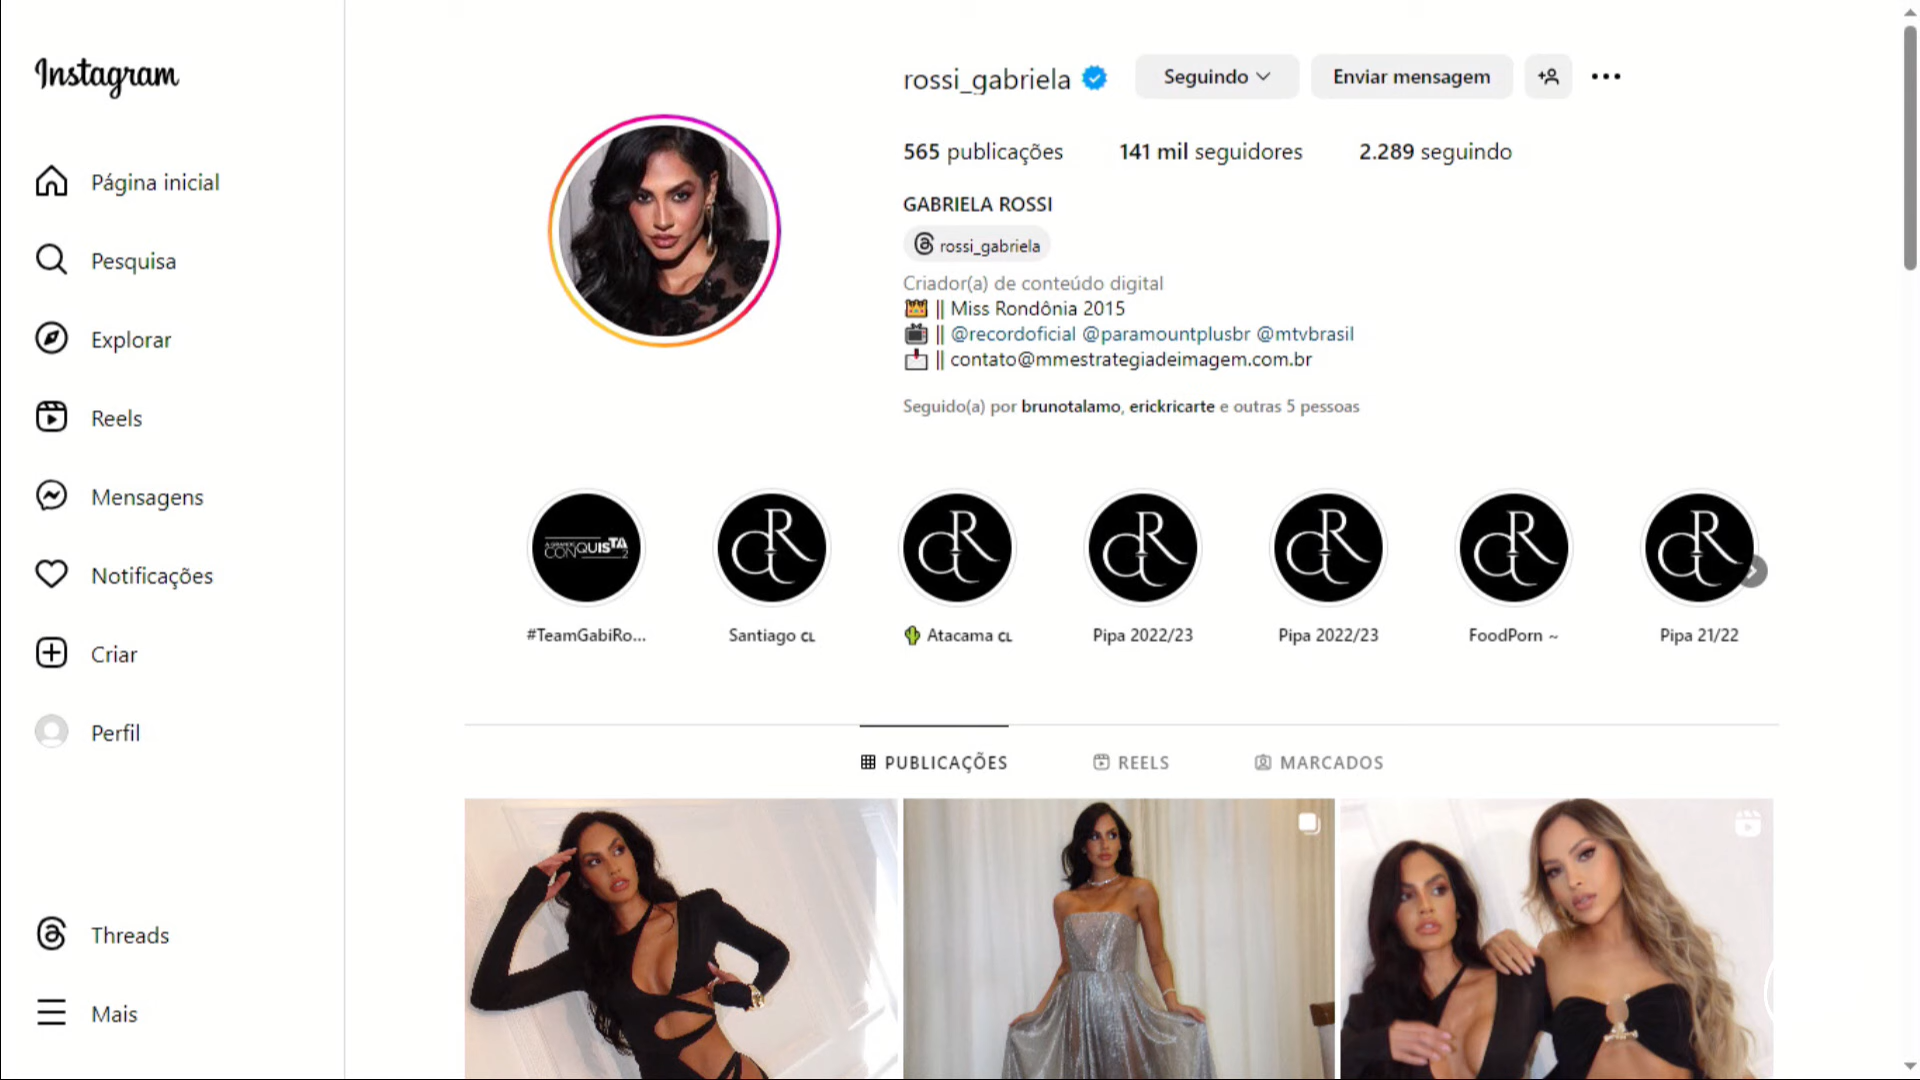 Instagram
Página inicial
Pesquisa
Explorar
Reels
Mensagens
Notificações
Criar
Perfil
Threads
Mais
rossi_gabriela
Seguindo
Enviar mensagem
565 publicações
141 mil seguidores
2.289 seguindo
GABRIELA ROSSI
rossi_gabriela
Criador(a) de conteúdo digital
|| Miss Rondônia 2015
|| @recordoficial @paramountplusbr @mtvbrasil
|| contato@mmestrategiadeimagem.com.br
Seguido(a) por brunotalamo, erickricarte e outras 5 pessoas
A GRANDE
CONQUISTA
2
#TeamGabiRo...
Santiago CL
Atacama CL
Pipa 2022/23
Pipa 2022/23
FoodPorn ~
Pipa 21/22
PUBLICAÇÕES
REELS
MARCADOS